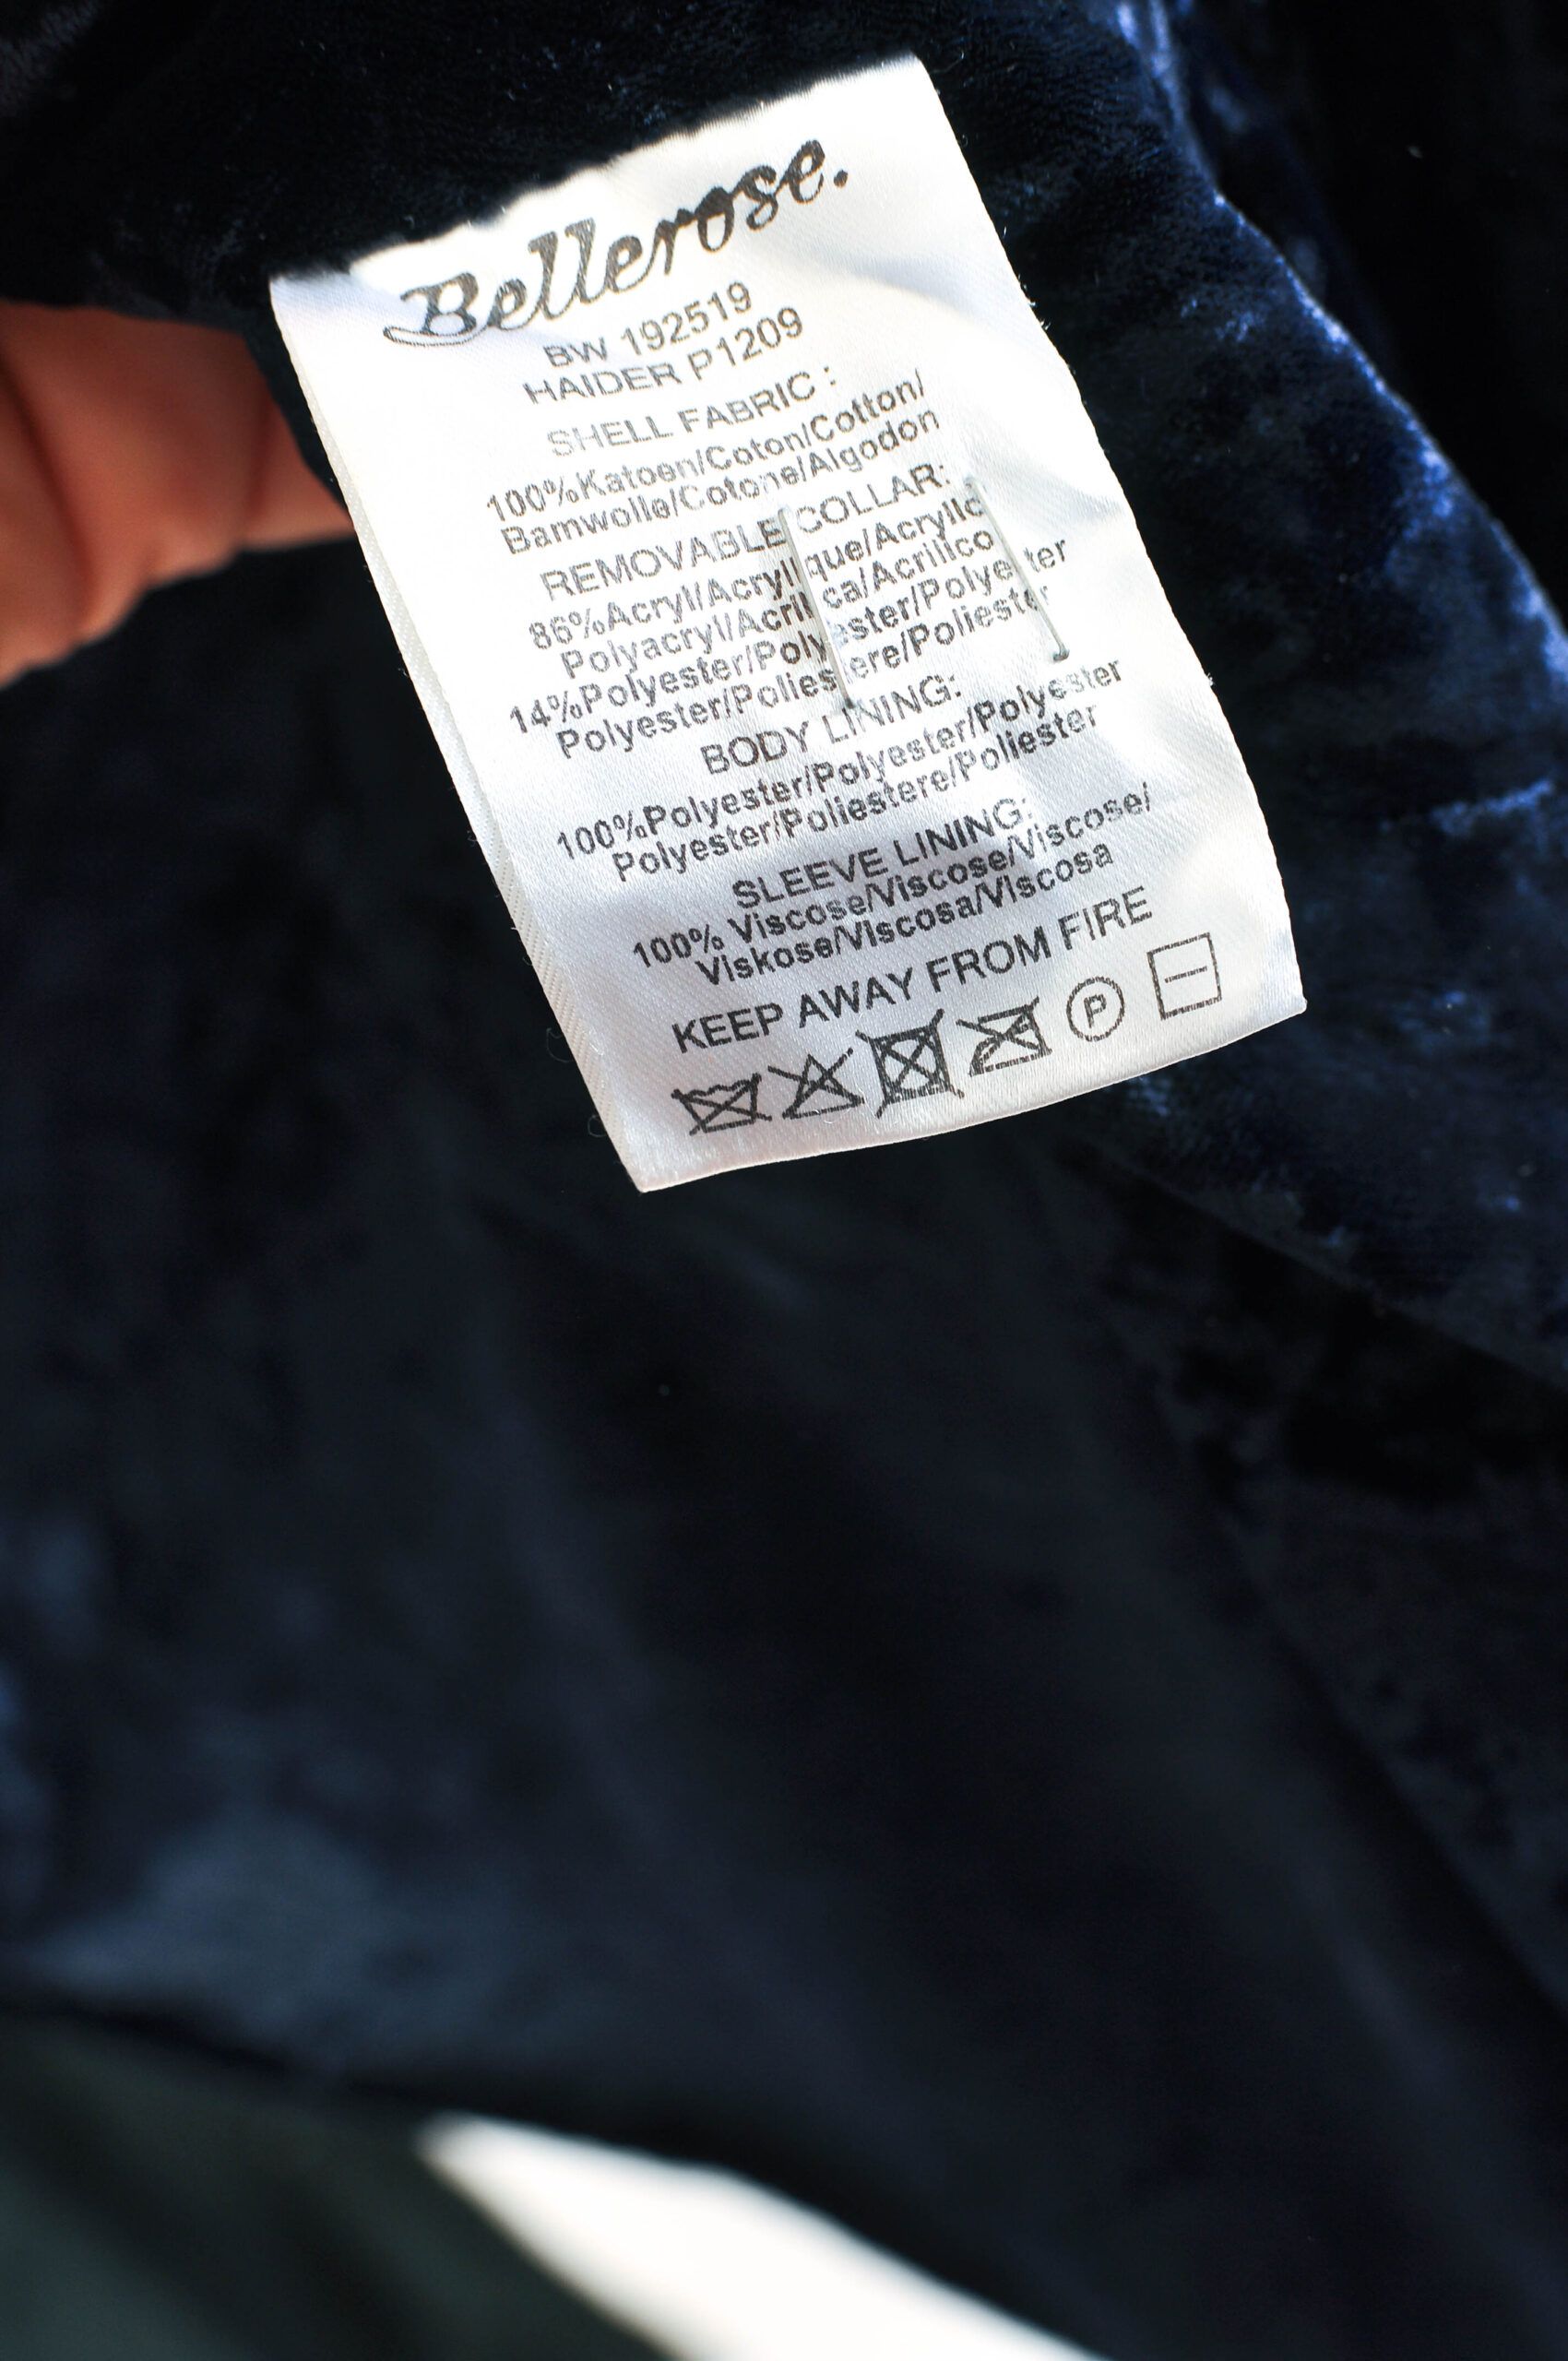 Bellerose.
BW 192519
HAIDER P1209
SHELL FABRIC :
100%Katoen/Coton/Cotton/
Bamwolle/Cotone/Algodon
REMOVABLE COLLAR:
86%Acryl/Acrylique/Acrylic
Polyacryl/Acrilica/Acrilico
14%Polyester/Polyester/Polyester
Polyester/Poliestere/Poliester
BODY LINING:
100%Polyester/Polyester/Polyester
Polyester/Poliestere/Poliester
SLEEVE LINING:
100% Viscose/Viscose/Viscose/
Viskose/Viscosa/Viscosa
KEEP AWAY FROM FIRE
P